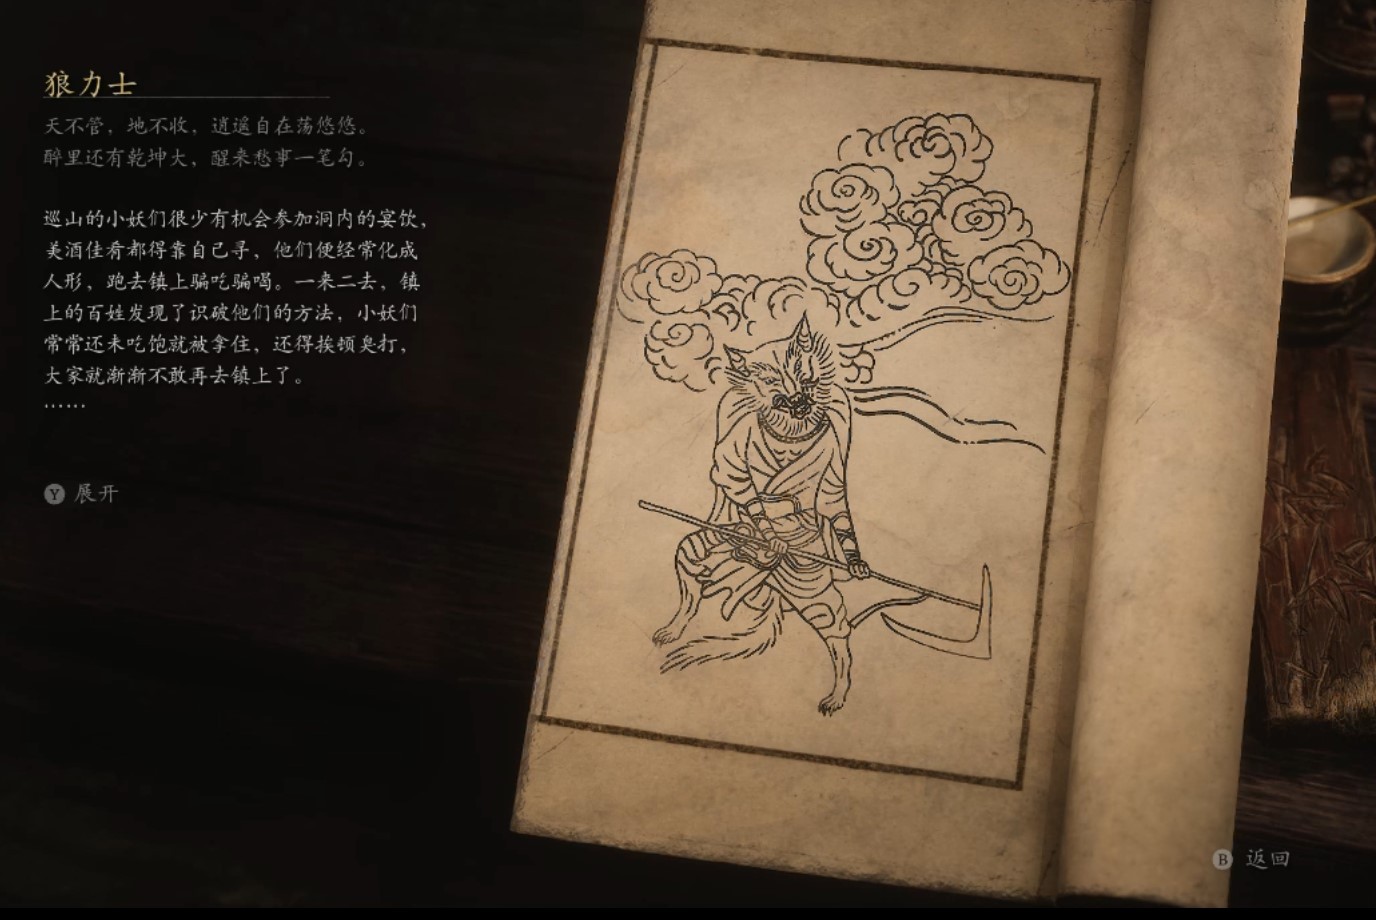 狼力士
天不管，地不收，逍遥自在荡悠悠。
醉里还有乾坤大，醒来愁事一笔勾。
巡山的小妖们很少有机会参加洞内的宴饮，
美酒佳肴都得靠自己寻，他们便经常化成
人形，跑去镇上骗吃骗喝。一来二去，镇
上的百姓发现了识破他们的方法，小妖们
常常还未吃饱就被拿住，还得挨顿臭打，
大家就渐渐不敢再去镇上了。
……
Y 展开
B 返回